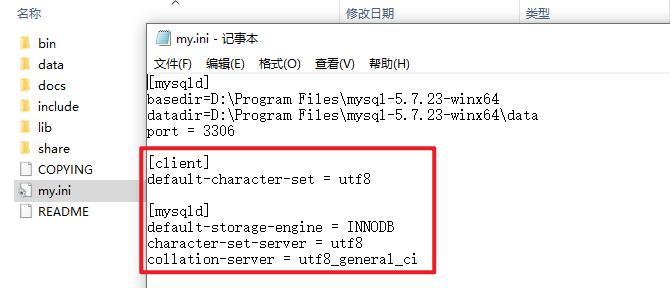 名称
修改日期
类型
bin
data
docs
include
lib
share
COPYING
my.ini
README
my.ini - 记事本
文件(F) 编辑(E) 格式(O) 查看(V) 帮助(H)
[mysqld]
basedir=D:\Program Files\mysql-5.7.23-winx64
datadir=D:\Program Files\mysql-5.7.23-winx64\data
port = 3306
[client]
default-character-set = utf8
[mysqld]
default-storage-engine = INNODB
character-set-server = utf8
collation-server = utf8_general_ci